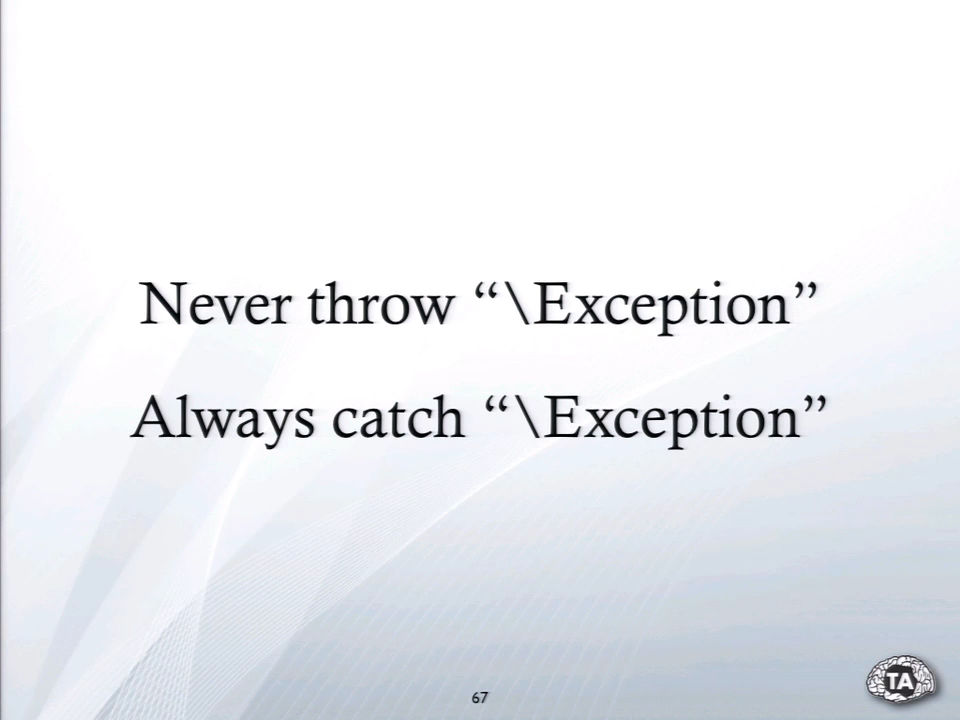 Never throw “\Exception”
Always catch “\Exception”
67
TA